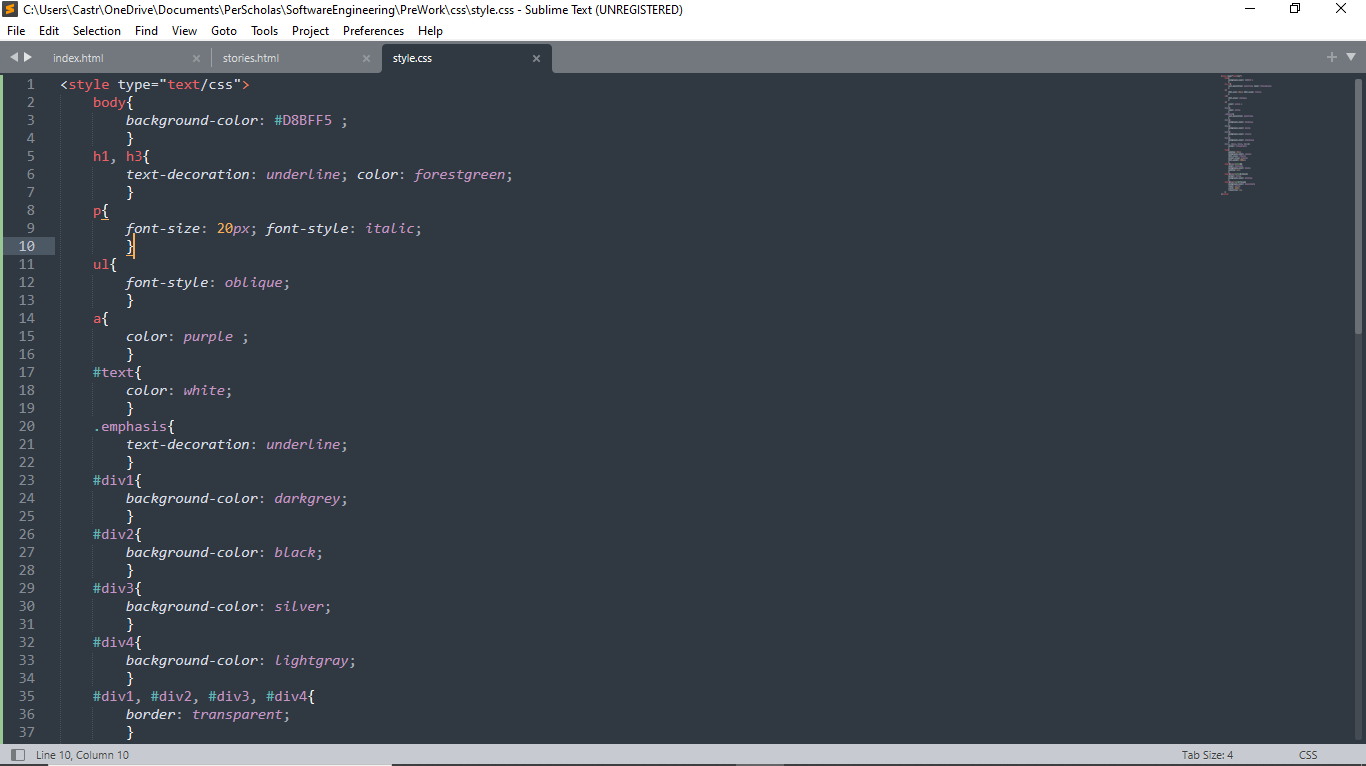 C:\Users\Castr\OneDrive\Documents\PerScholas\SoftwareEngineering\PreWork\css\style.css - Sublime Text (UNREGISTERED)
File Edit Selection Find View Goto Tools Project Preferences Help
index.html stories.html style.css
1 <style type="text/css">
2 body{
3 background-color: #D8BFF5 ;
4 }
5 h1, h3{
6 text-decoration: underline; color: forestgreen;
7 }
8 p{
9 font-size: 20px; font-style: italic;
10 }
11 ul{
12 font-style: oblique;
13 }
14 a{
15 color: purple ;
16 }
17 #text{
18 color: white;
19 }
20 .emphasis{
21 text-decoration: underline;
22 }
23 #div1{
24 background-color: darkgrey;
25 }
26 #div2{
27 background-color: black;
28 }
29 #div3{
30 background-color: silver;
31 }
32 #div4{
33 background-color: lightgray;
34 }
35 #div1, #div2, #div3, #div4{
36 border: transparent;
37 }
Line 10, Column 10 Tab Size: 4 CSS